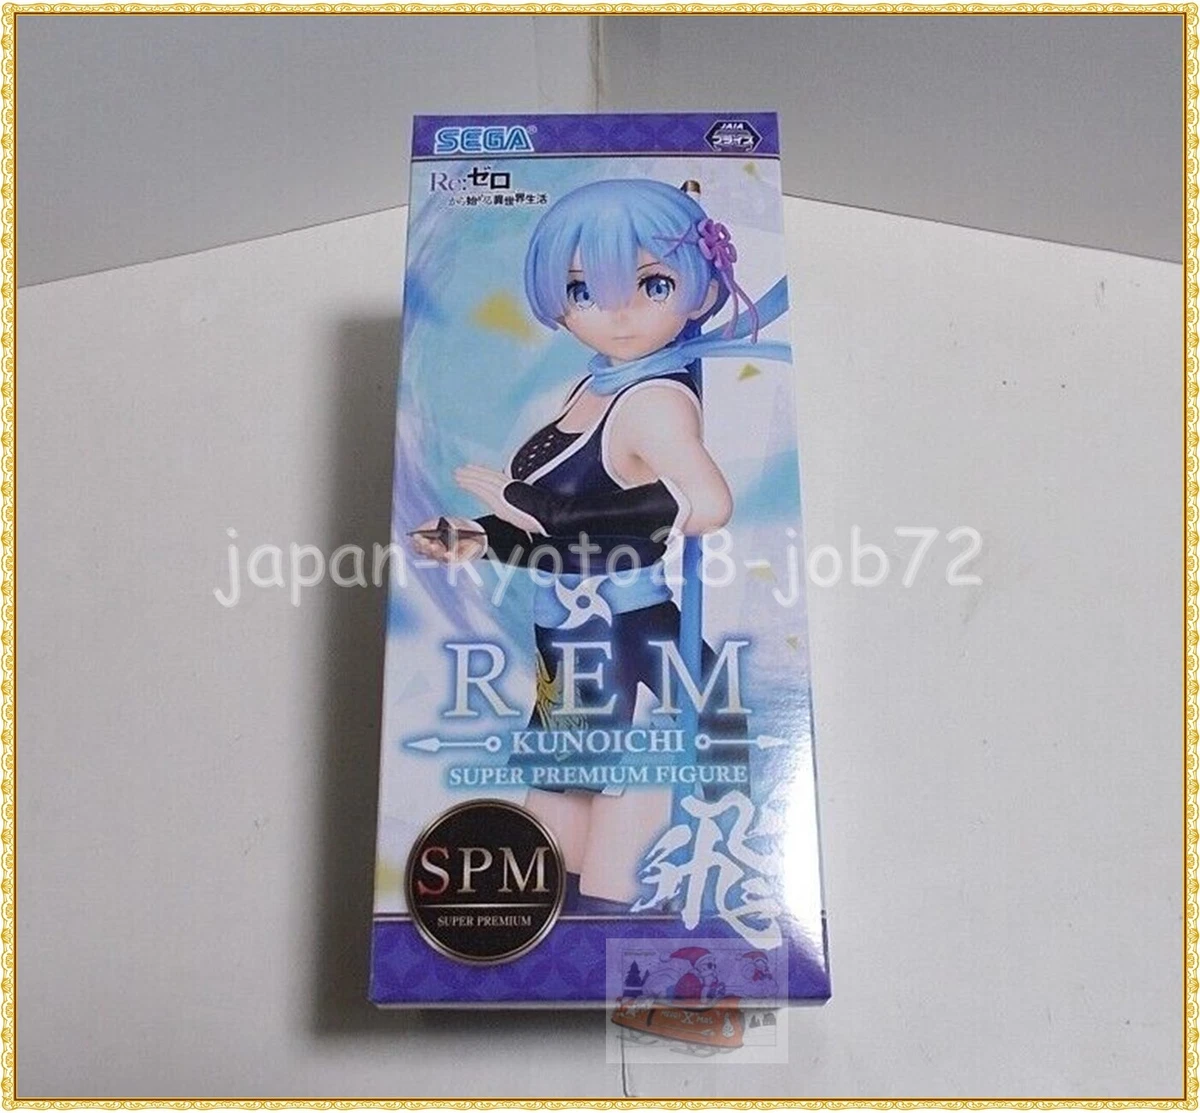 SEGA®
JAIA
プライズ
Re:ゼロ
から始める異世界生活
japan-kyoto28-job72
REM
KUNOICHI
SUPER PREMIUM FIGURE
飛
SPM
SUPER PREMIUM